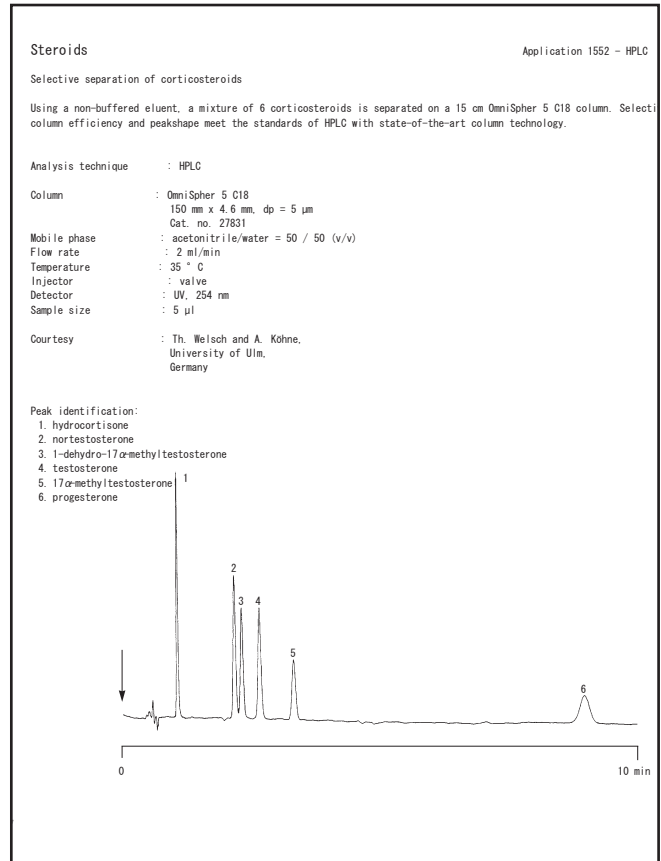 Steroids
Application 1552 - HPLC
Selective separation of corticosteroids
Using a non-buffered eluent, a mixture of 6 corticosteroids is separated on a 15 cm OmniSpher 5 C18 column. Selecti
column efficiency and peakshape meet the standards of HPLC with state-of-the-art column technology.
Analysis technique : HPLC
Column : OmniSpher 5 C18
150 mm x 4.6 mm, dp = 5 µm
Cat. no. 27831
Mobile phase : acetonitrile/water = 50 / 50 (v/v)
Flow rate : 2 ml/min
Temperature : 35 ° C
Injector : valve
Detector : UV, 254 nm
Sample size : 5 µl
Courtesy : Th. Welsch and A. Köhne,
University of Ulm,
Germany
Peak identification:
1. hydrocortisone
2. nortestosterone
3. 1-dehydro-17α-methyltestosterone
4. testosterone
5. 17α-methyltestosterone
6. progesterone
1
2
3 4
5
6
0 10 min